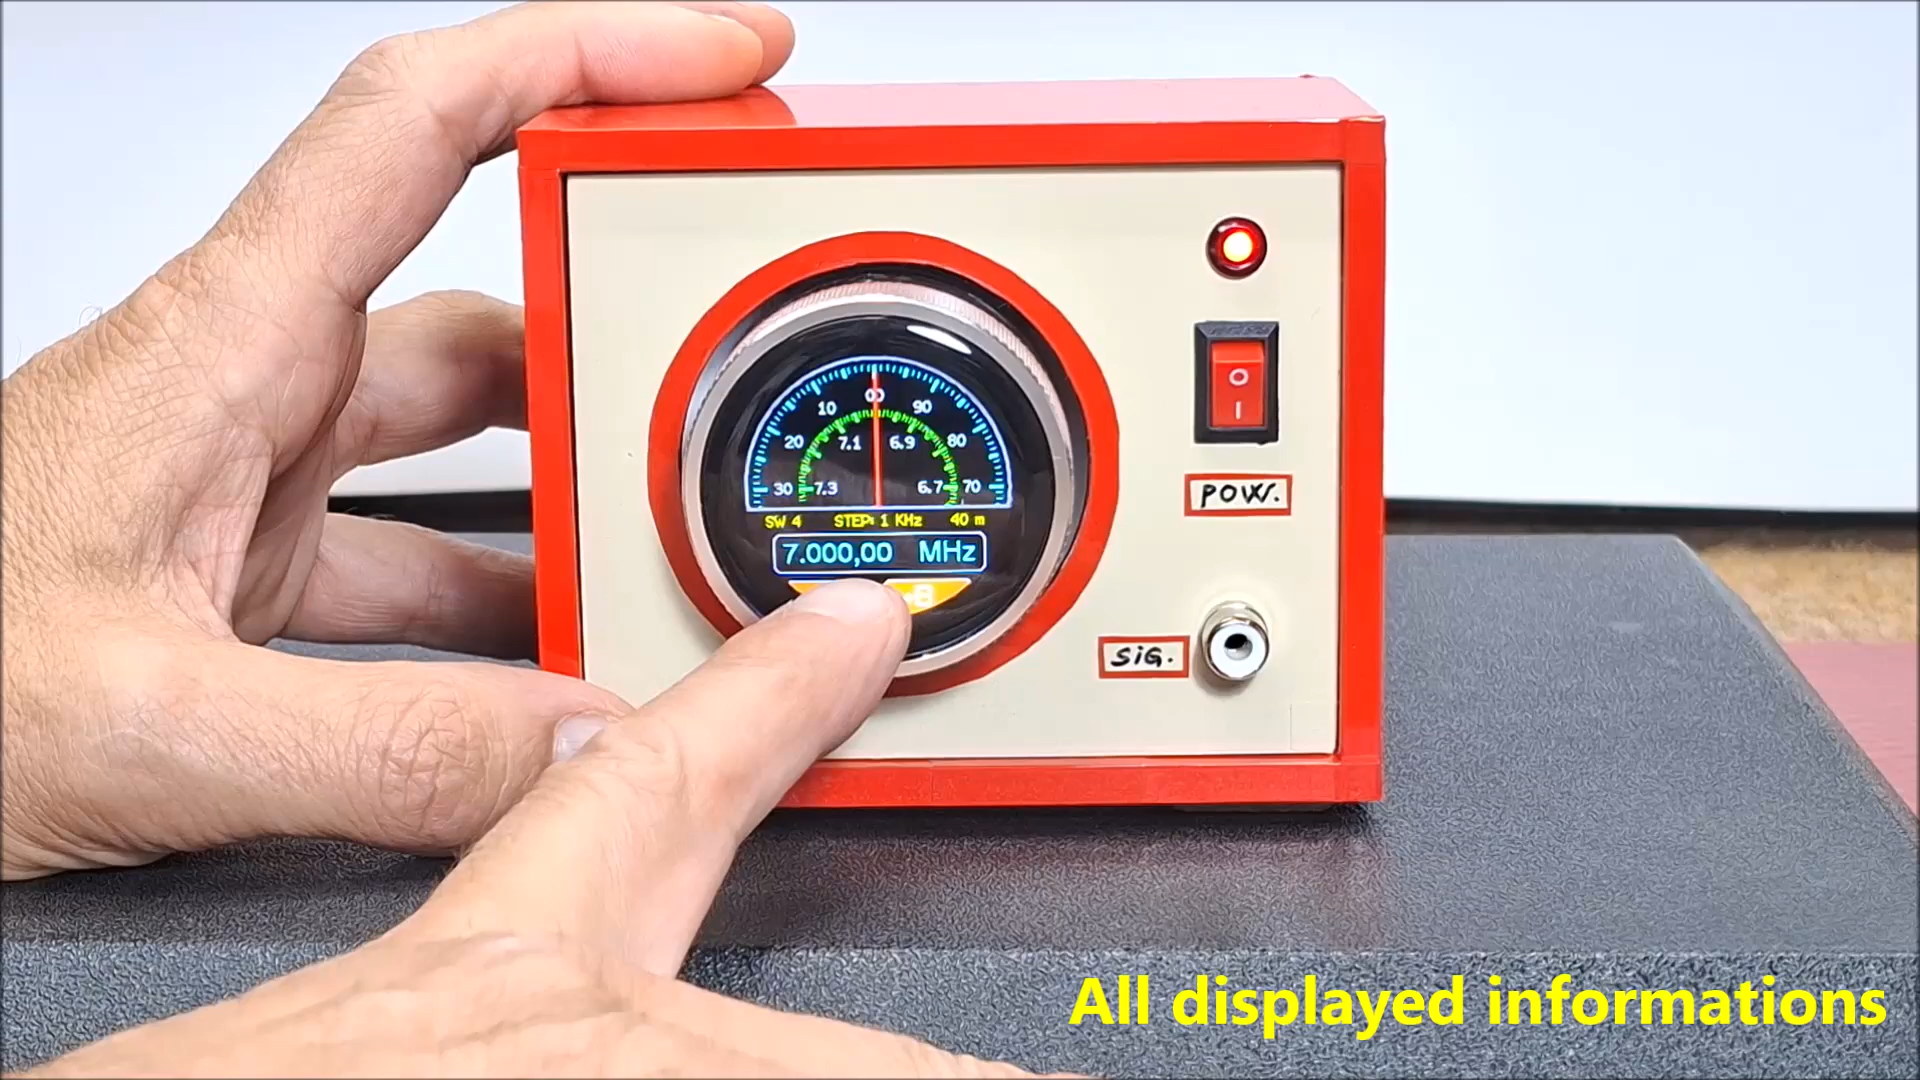 00
10 90
20 7.1 6.9 80
30 7.3 6.7 70
SW 4 STEP: 1 KHz 40 m
7.000,00 MHz
O
I
POW.
SIG.
All displayed informations